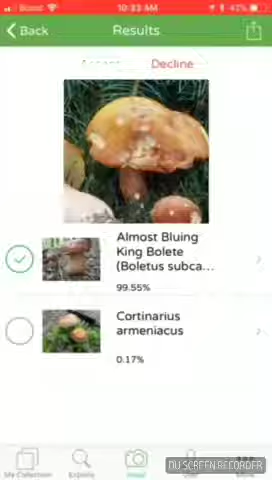 Boost
10:33 AM
42%
Back
Results
Decline
Almost Bluing
King Bolete
(Boletus subca...
99.55%
Cortinarius
armeniacus
0.17%
My Collection
Explore
DU SCREEN RECORDER